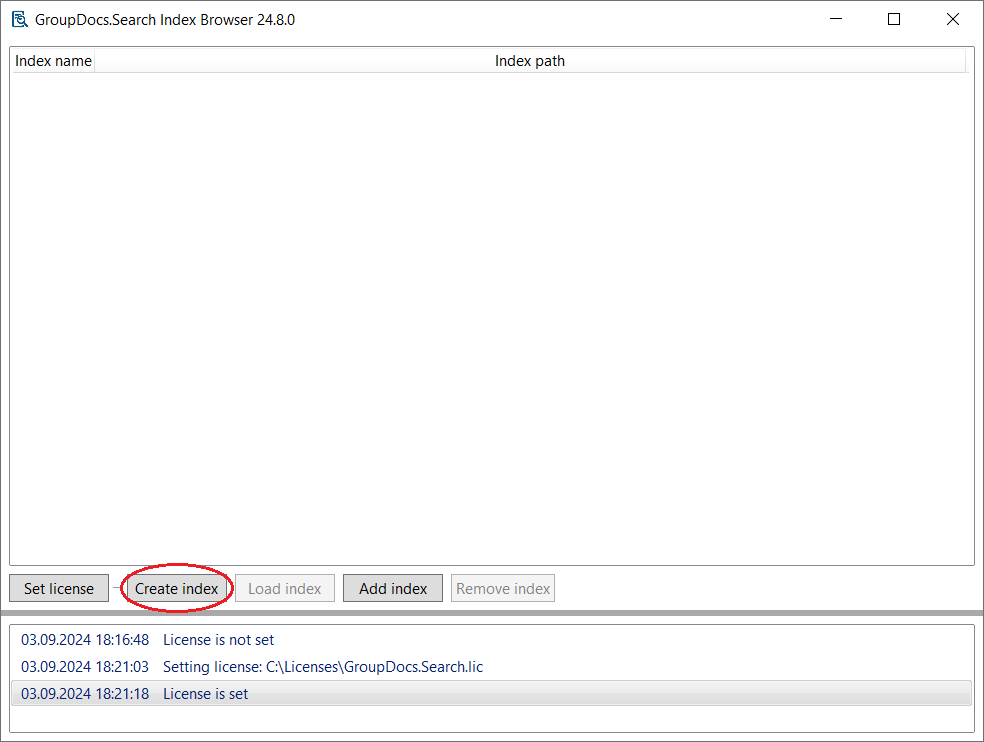 GroupDocs.Search Index Browser 24.8.0
Index name Index path
Set license Create index Load index Add index Remove index
03.09.2024 18:16:48 License is not set
03.09.2024 18:21:03 Setting license: C:\Licenses\GroupDocs.Search.lic
03.09.2024 18:21:18 License is set